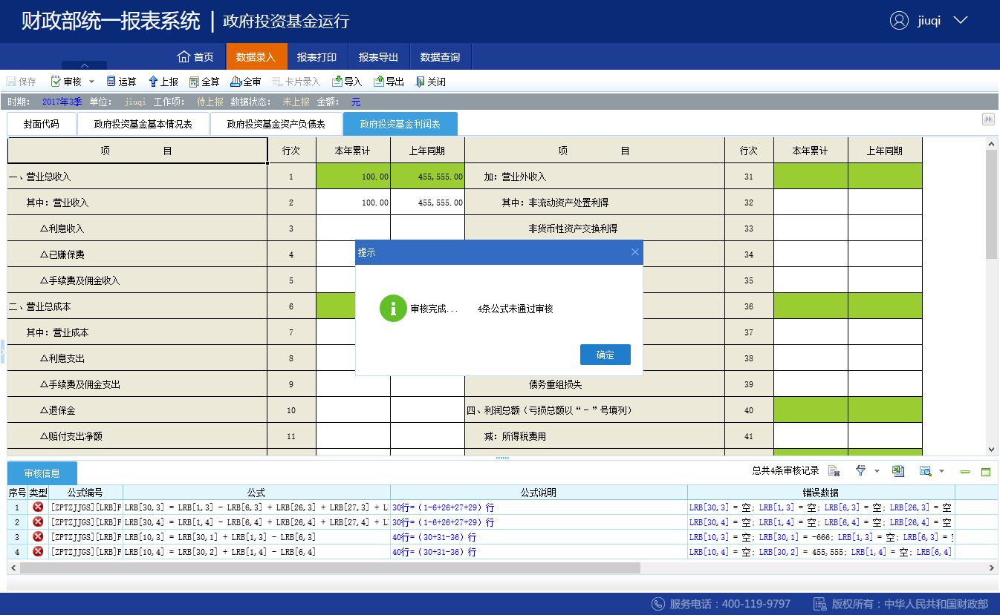 财政部统一报表系统 | 政府投资基金运行 jiuqi
首页 数据录入 报表打印 报表导出 数据查询
保存 审核 运算 上报 全算 全审 卡片录入 导入 导出 关闭
时期： 2017年3季 单位： jiuqi 工作项： 待上报 数据状态： 未上报 金额： 元
封面代码 政府投资基金基本情况表 政府投资基金资产负债表 政府投资基金利润表
项 目 行次 本年累计 上年同期 项 目 行次 本年累计 上年同期
一、营业总收入 1 100.00 455,555.00 加：营业外收入 31
其中：营业收入 2 100.00 455,555.00 其中：非流动资产处置利得 32
△利息收入 3 非货币性资产交换利得 33
△已赚保费 4 34
△手续费及佣金收入 5 35
二、营业总成本 6 36
其中：营业成本 7 37
△利息支出 8 38
△手续费及佣金支出 9 债务重组损失 39
△退保金 10 四、利润总额（亏损总额以“－”号填列） 40
△赔付支出净额 11 减：所得税费用 41
提示
审核完成... 4条公式未通过审核
确定
审核信息 总共4条审核记录
序号 类型 公式编号 公式 公式说明 错误数据
1 [ZFTZJJGS][LRB]F LRB[30,3] = LRB[1,3] - LRB[6,3] + LRB[26,3] + LRB[27,3] + L 30行=（1-6+26+27+29）行 LRB[30,3] = 空; LRB[1,3] = 空; LRB[6,3] = 空; LRB[26,3] = 空
2 [ZFTZJJGS][LRB]F LRB[30,4] = LRB[1,4] - LRB[6,4] + LRB[26,4] + LRB[27,4] + L 30行=（1-6+26+27+29）行 LRB[30,4] = 空; LRB[1,4] = 空; LRB[6,4] = 空; LRB[26,4] = 空
3 [ZFTZJJGS][LRB]F LRB[10,3] = LRB[30,1] + LRB[1,3] - LRB[6,3] 40行=（30+31-36）行 LRB[10,3] = 空; LRB[30,1] = -666; LRB[1,3] = 空; LRB[6,3] =
4 [ZFTZJJGS][LRB]F LRB[10,4] = LRB[30,2] + LRB[1,4] - LRB[6,4] 40行=（30+31-36）行 LRB[10,4] = 空; LRB[30,2] = 455,555; LRB[1,4] = 空; LRB[6,4]
服务电话：400-119-9797 版权所有：中华人民共和国财政部